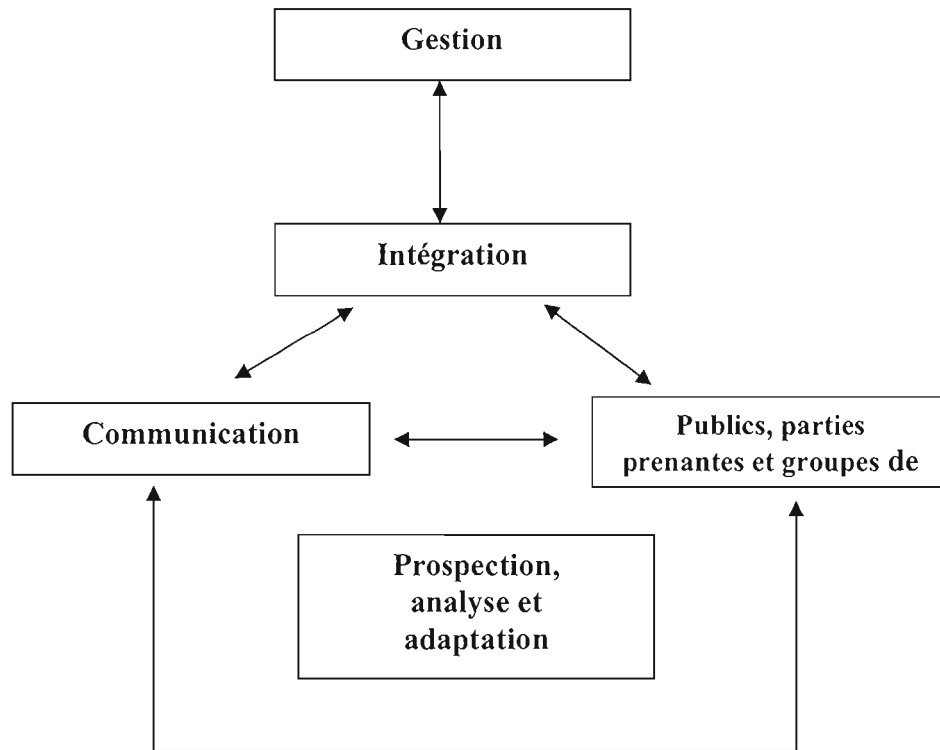 Gestion
Intégration
Communication
Publics, parties
prenantes et groupes de
Prospection,
analyse et
adaptation